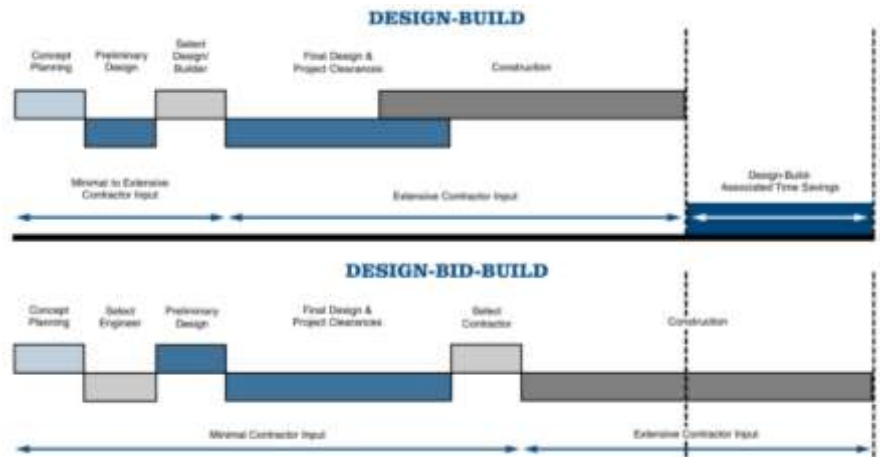 DESIGN-BUILD
Concept
Planning
Preliminary
Design
Select
Design/
Builder
Final Design &
Project Clearances
Construction
Minimal to Extensive
Contractor Input
Extensive Contractor Input
Design-Build
Associated Time Savings
DESIGN-BID-BUILD
Concept
Planning
Select
Engineer
Preliminary
Design
Final Design &
Project Clearances
Select
Contractor
Construction
Minimal Contractor Input
Extensive Contractor Input